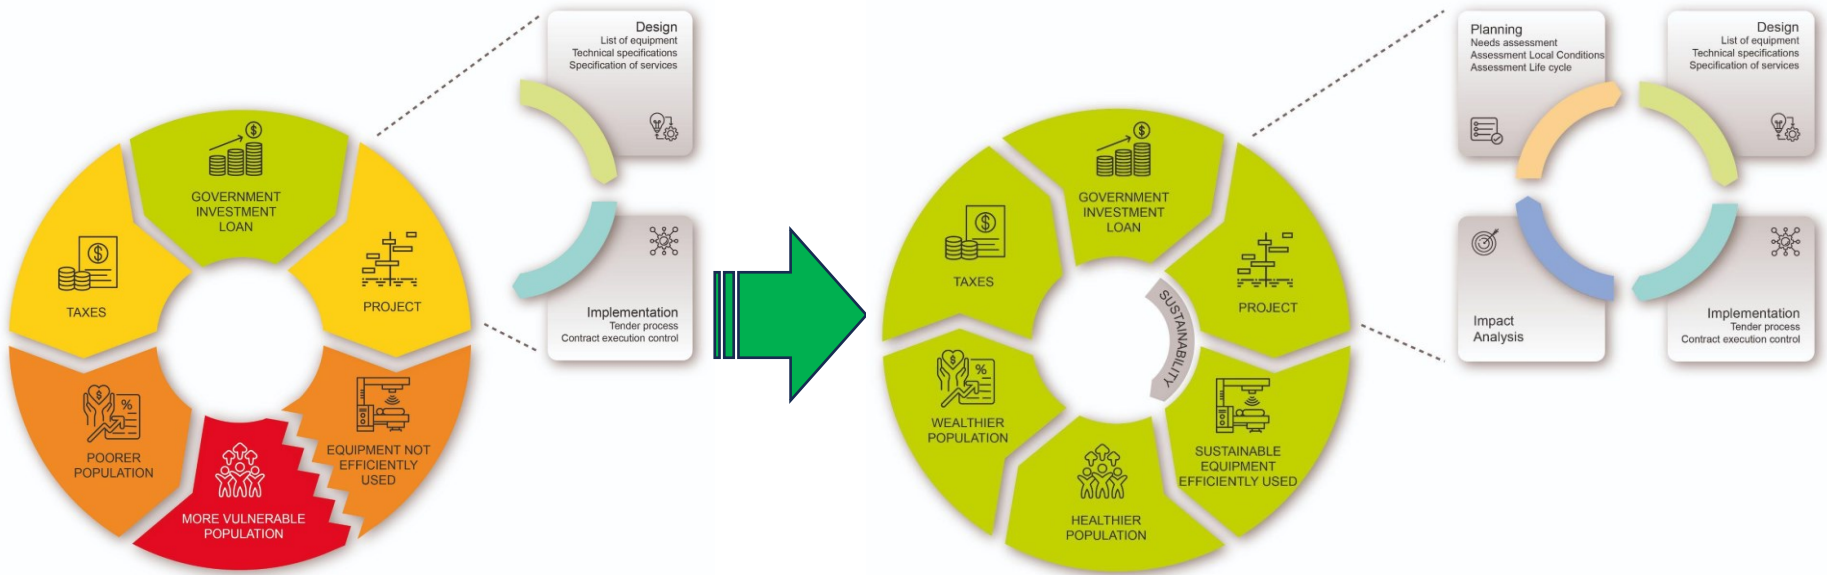 Design
List of equipment
Technical specifications
Specification of services
GOVERNMENT
INVESTMENT
LOAN
TAXES
PROJECT
Implementation
Tender process
Contract execution control
POORER
POPULATION
EQUIPMENT NOT
EFFICIENTLY
USED
MORE VULNERABLE
POPULATION
Planning
Needs assessment
Assessment Local Conditions
Assessment Life cycle
Design
List of equipment
Technical specifications
Specification of services
GOVERNMENT
INVESTMENT
LOAN
TAXES
PROJECT
SUSTAINABILITY
Impact
Analysis
Implementation
Tender process
Contract execution control
WEALTHIER
POPULATION
SUSTAINABLE
EQUIPMENT
EFFICIENTLY USED
HEALTHIER
POPULATION